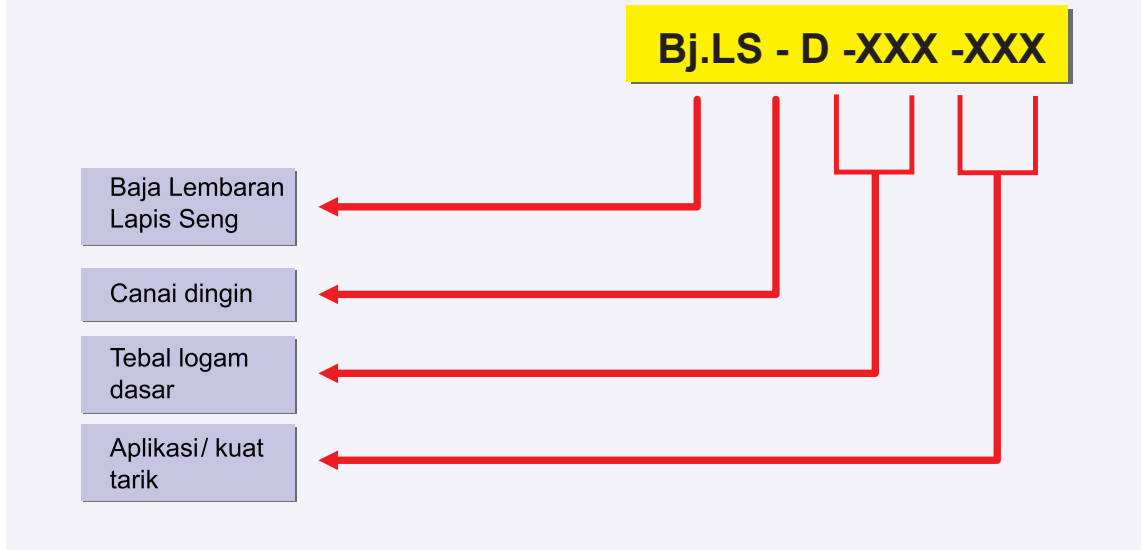 Bj.LS - D -XXX -XXX
Baja Lembaran
Lapis Seng
Canai dingin
Tebal logam
dasar
Aplikasi/ kuat
tarik